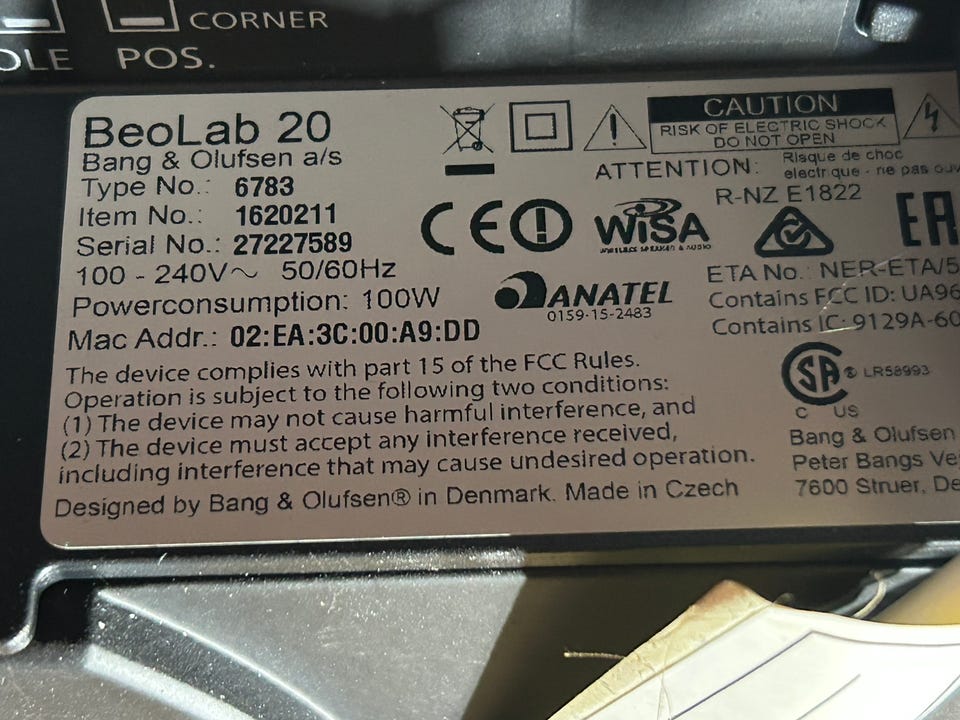 CORNER
POS.
BeoLab 20
Bang & Olufsen a/s
Type No.: 6783
Item No.: 1620211
Serial No.: 27227589
100 - 240V~ 50/60Hz
Powerconsumption: 100W
Mac Addr.: 02:EA:3C:00:A9:DD
The device complies with part 15 of the FCC Rules.
Operation is subject to the following two conditions:
(1) The device may not cause harmful interference, and
(2) The device must accept any interference received,
including interference that may cause undesired operation.
Designed by Bang & Olufsen® in Denmark. Made in Czech
CAUTION
RISK OF ELECTRIC SHOCK
DO NOT OPEN
ATTENTION: Risque de choc
electrique - ne pas
R-NZ E1822
CE
WiSA
WIRELESS SPEAKER & AUDIO
EAC
ANATEL
0159-15-2483
ETA No.: NER-ETA/5
Contains FCC ID: UA96
Contains IC: 9129A-60
SA® LR58993
C US
Bang & Olufsen
Peter Bangs
7600 Struer,